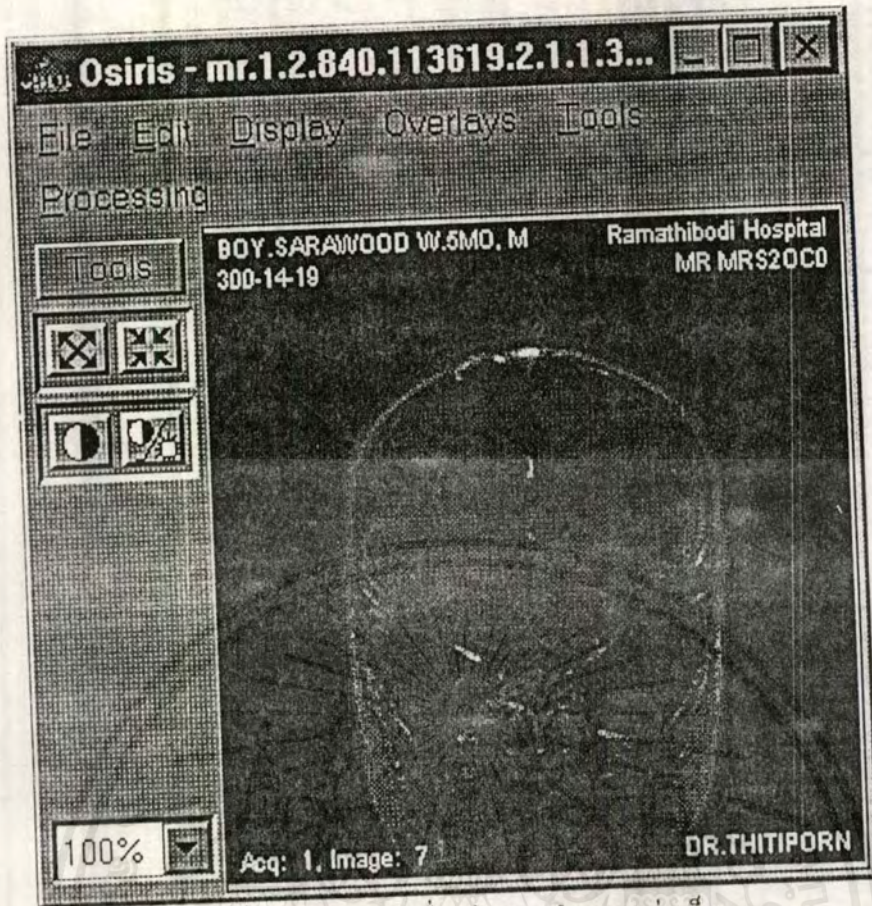 Osiris - mr.1.2.840.113619.2.1.1.3...
File Edit Display Overlays Tools
Processing
Tools
BOY.SARAWOOD W.5MO, M
300-14-19
Ramathibodi Hospital
MR MRS2OC0
100%
Acq: 1, Image: 7
DR.THITIPORN